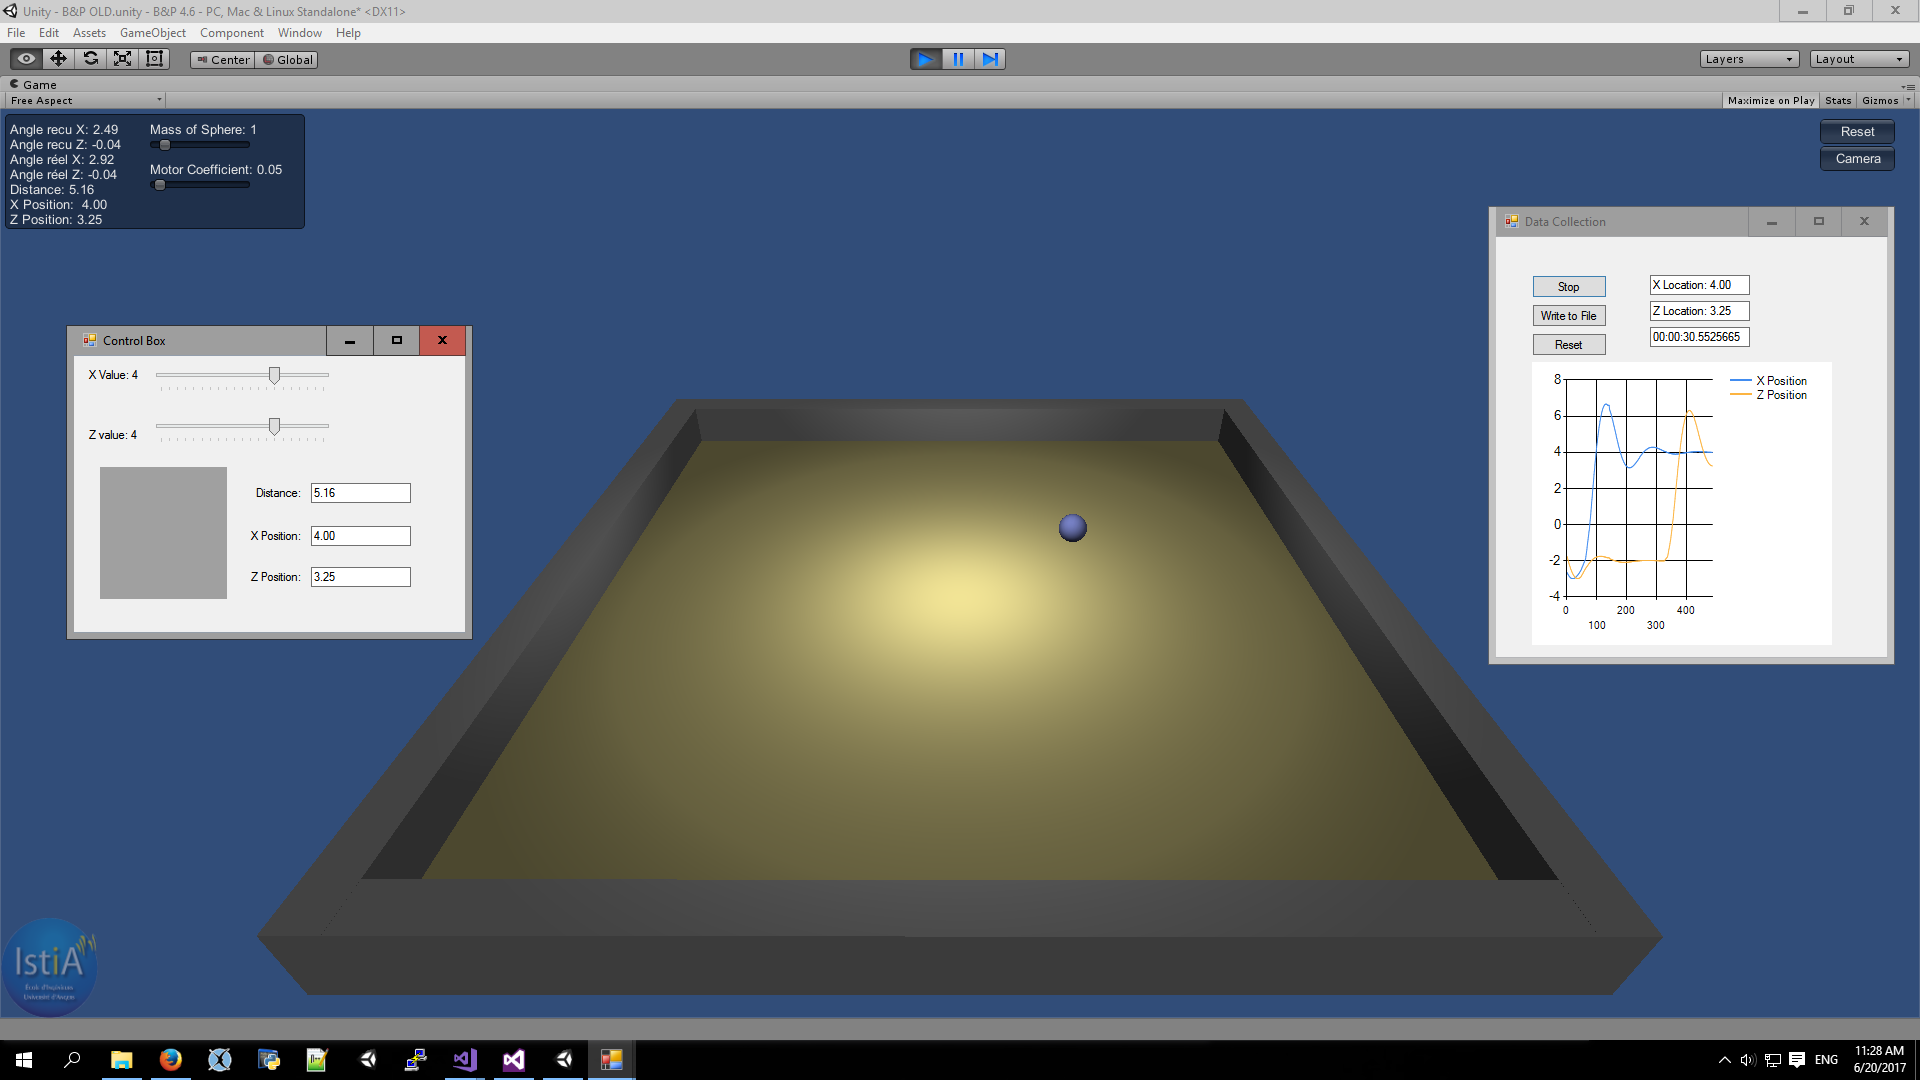 Unity - B&P OLD.unity - B&P 4.6 - PC, Mac & Linux Standalone* <DX11>
File Edit Assets GameObject Component Window Help
Center Global
Layers Layout
Game
Free Aspect
Maximize on Play Stats Gizmos
Angle recu X: 2.49
Angle recu Z: -0.04
Angle réel X: 2.92
Angle réel Z: -0.04
Distance: 5.16
X Position: 4.00
Z Position: 3.25
Mass of Sphere: 1
Motor Coefficient: 0.05
Reset
Camera
Control Box
X Value: 4
Z value: 4
Distance: 5.16
X Position: 4.00
Z Position: 3.25
Data Collection
Stop
Write to File
Reset
X Location: 4.00
Z Location: 3.25
00:00:30.5525665
8
6
4
2
0
-2
-4
0 200 400
100 300
X Position
Z Position
IstiA
École d'Ingénieurs
Université d'Angers
ENG
11:28 AM
6/20/2017